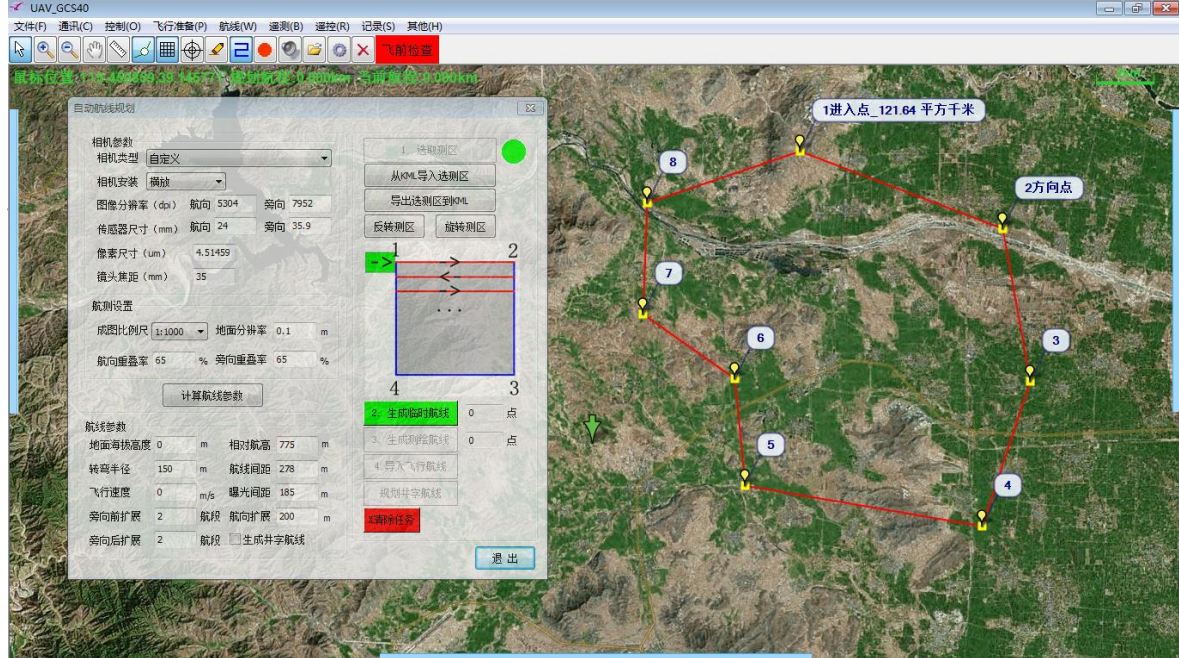 UAV_GCS40
文件(F) 通讯(C) 控制(O) 飞行准备(P) 航线(W) 遥测(B) 遥控(R) 记录(S) 其他(H)
飞前检查
自动航线规划
相机参数
相机类型 自定义
相机安装 横放
图像分辨率(dpi) 航向 5304 旁向 7952
传感器尺寸(mm) 航向 24 旁向 35.9
像素尺寸(um) 4.51459
镜头焦距(mm) 35
航测设置
成图比例尺 1:1000 地面分辨率 0.1 m
航向重叠率 65 % 旁向重叠率 65 %
计算航线参数
航线参数
地面海拔高度 0 m 相对航高 775 m
转弯半径 150 m 航线间距 278 m
飞行速度 0 m/s 曝光间距 185 m
旁向前扩展 2 航段 航向扩展 200 m
旁向后扩展 2 航段 生成井字航线
1. 选取测区
从KML导入选测区
导出选测区到KML
反转测区 旋转测区
1 2
->
->
<-
->
...
4 3
2. 生成临时航线 0 点
3. 生成测绘航线 0 点
4.导入飞行航线
规划井字航线
X清除任务
退 出
1进入点_121.64 平方千米
2方向点
3
4
5
6
7
8